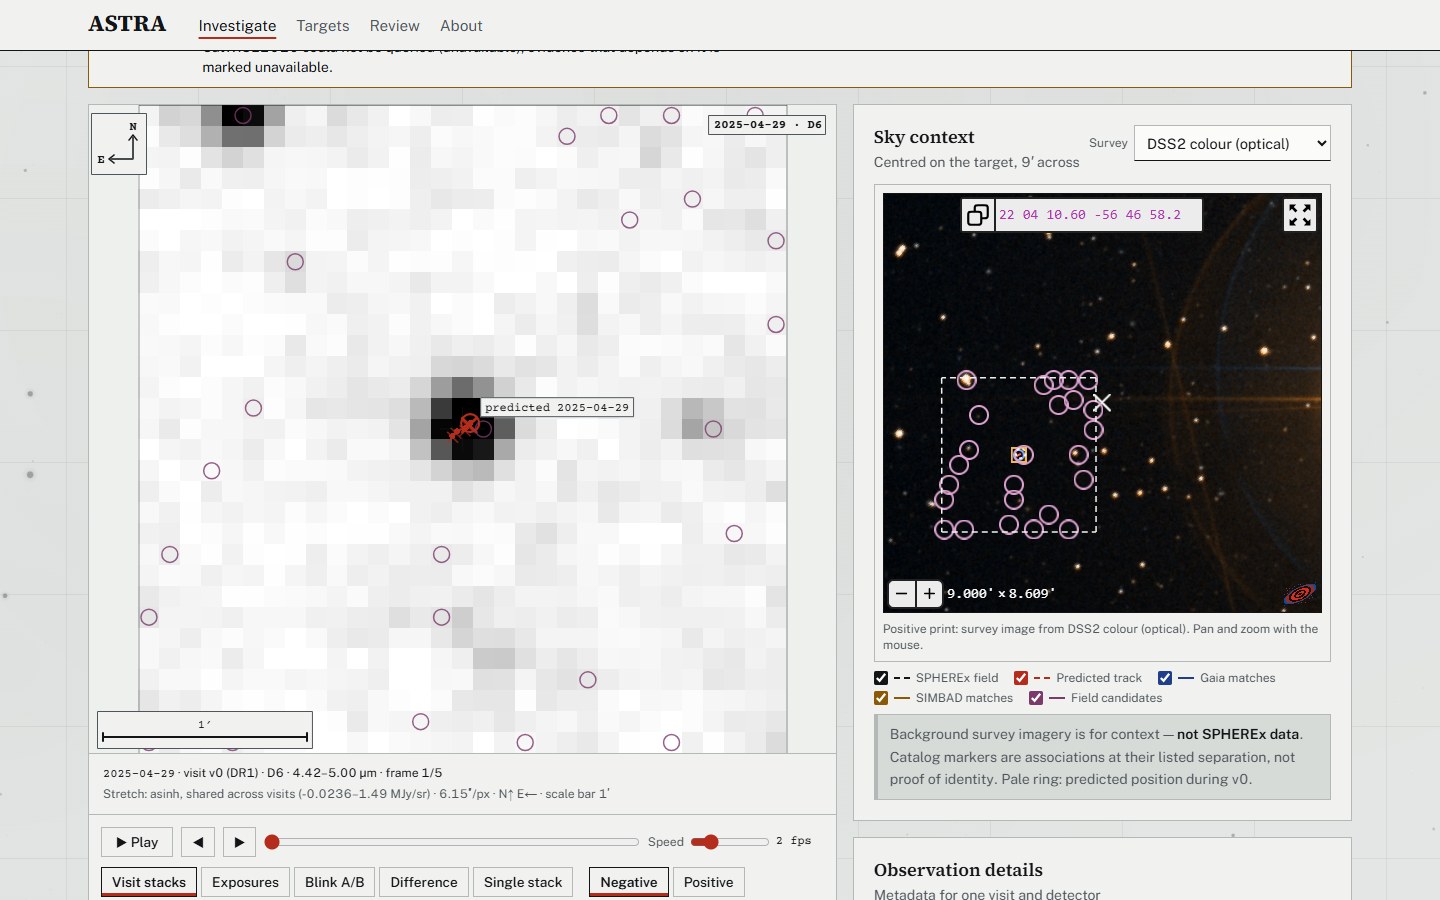 ASTRA
Investigate
Targets
Review
About
marked unavailable.
N
E
2025-04-29 · D6
predicted 2025-04-29
1′
2025-04-29 · visit v0 (DR1) · D6 · 4.42–5.00 µm · frame 1/5
Stretch: asinh, shared across visits (-0.0236–1.49 MJy/sr) · 6.15″/px · N↑ E← · scale bar 1′
▶ Play
◀
▶
Speed
2 fps
Visit stacks
Exposures
Blink A/B
Difference
Single stack
Negative
Positive
Sky context
Centred on the target, 9′ across
Survey
DSS2 colour (optical)
22 04 10.60 -56 46 58.2
− + 9.000' × 8.609'
Positive print: survey image from DSS2 colour (optical). Pan and zoom with the
mouse.
SPHEREx field
Predicted track
Gaia matches
SIMBAD matches
Field candidates
Background survey imagery is for context — not SPHEREx data.
Catalog markers are associations at their listed separation, not
proof of identity. Pale ring: predicted position during v0.
Observation details
Metadata for one visit and detector